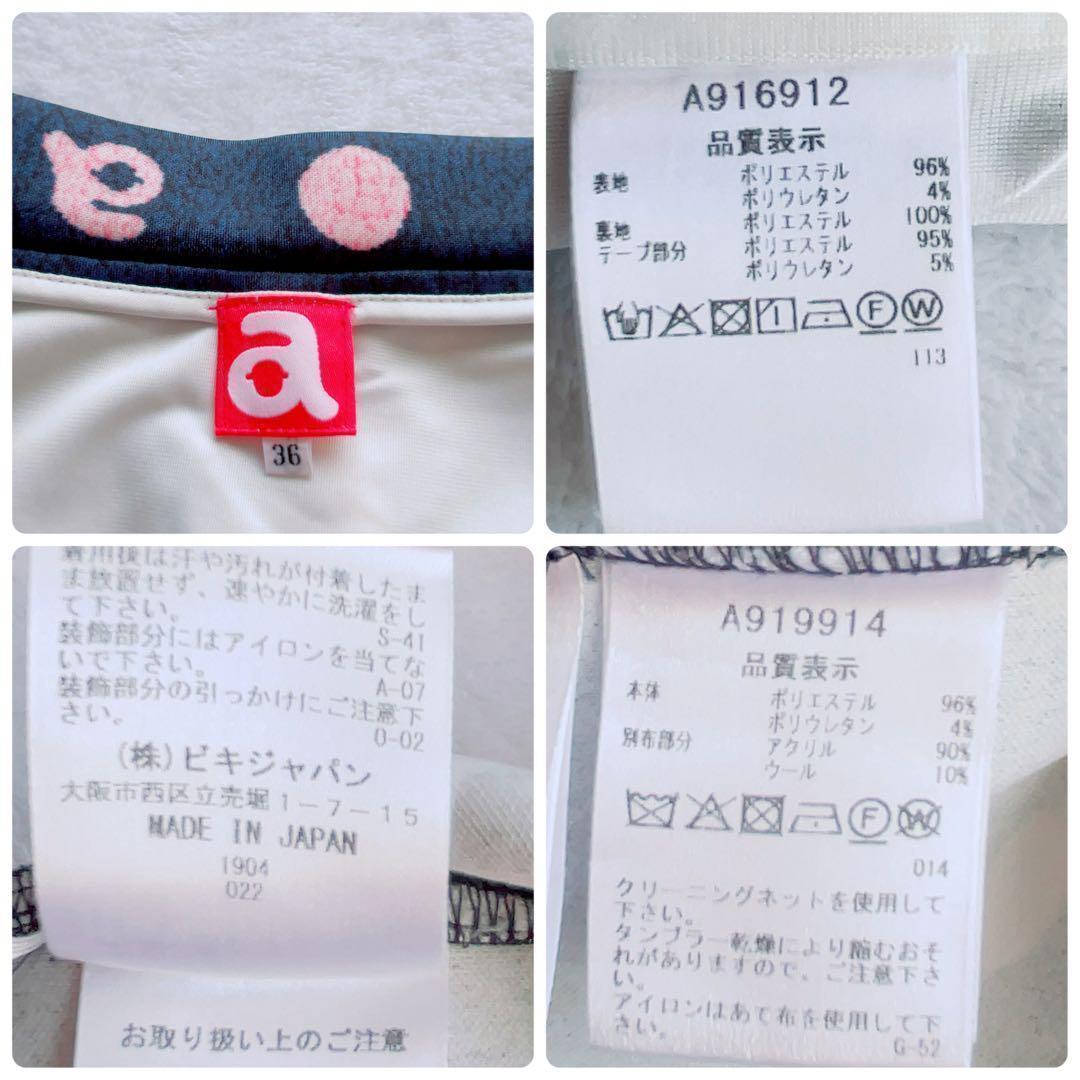 a
a
36
A916912
品質表示
表地 ポリエステル 96%
ポリウレタン 4%
裏地 ポリエステル 100%
テープ部分 ポリエステル 95%
ポリウレタン 5%
F W
113
着用後は汗や汚れが付着したま
ま放置せず、速やかに洗濯をし
て下さい。
S-41
装飾部分にはアイロンを当てな
いで下さい。
A-07
装飾部分の引っかけにご注意下
さい。
O-02
(株)ビキジャパン
大阪市西区立売堀1-7-15
MADE IN JAPAN
1904
022
お取り扱い上のご注意
A919914
品質表示
本体 ポリエステル 96%
ポリウレタン 4%
別布部分 アクリル 90%
ウール 10%
F W
014
クリーニングネットを使用して
下さい。
タンブラー乾燥により縮むおそ
れがありますので、ご注意下さ
い。
アイロンはあて布を使用して下
さい。
G-52